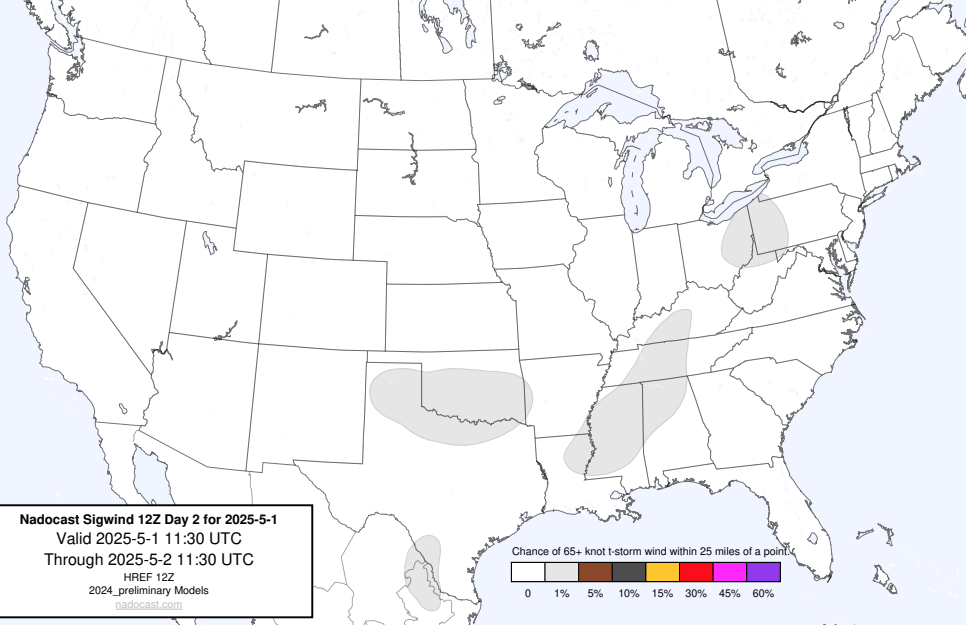 Nadocast Sigwind 12Z Day 2 for 2025-5-1
Valid 2025-5-1 11:30 UTC
Through 2025-5-2 11:30 UTC
HREF 12Z
2024_preliminary Models
nadocast.com
Chance of 65+ knot t-storm wind within 25 miles of a point.
0 1% 5% 10% 15% 30% 45% 60%